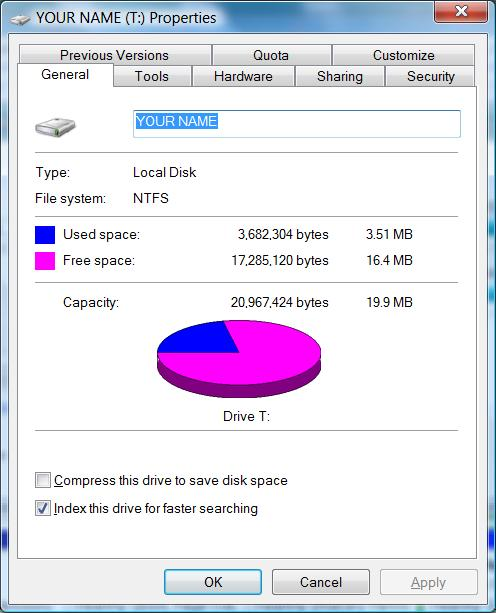 YOUR NAME (T:) Properties
Previous Versions Quota Customize
General Tools Hardware Sharing Security
YOUR NAME
Type: Local Disk
File system: NTFS
Used space: 3,682,304 bytes 3.51 MB
Free space: 17,285,120 bytes 16.4 MB
Capacity: 20,967,424 bytes 19.9 MB
Drive T:
Compress this drive to save disk space
Index this drive for faster searching
OK Cancel Apply